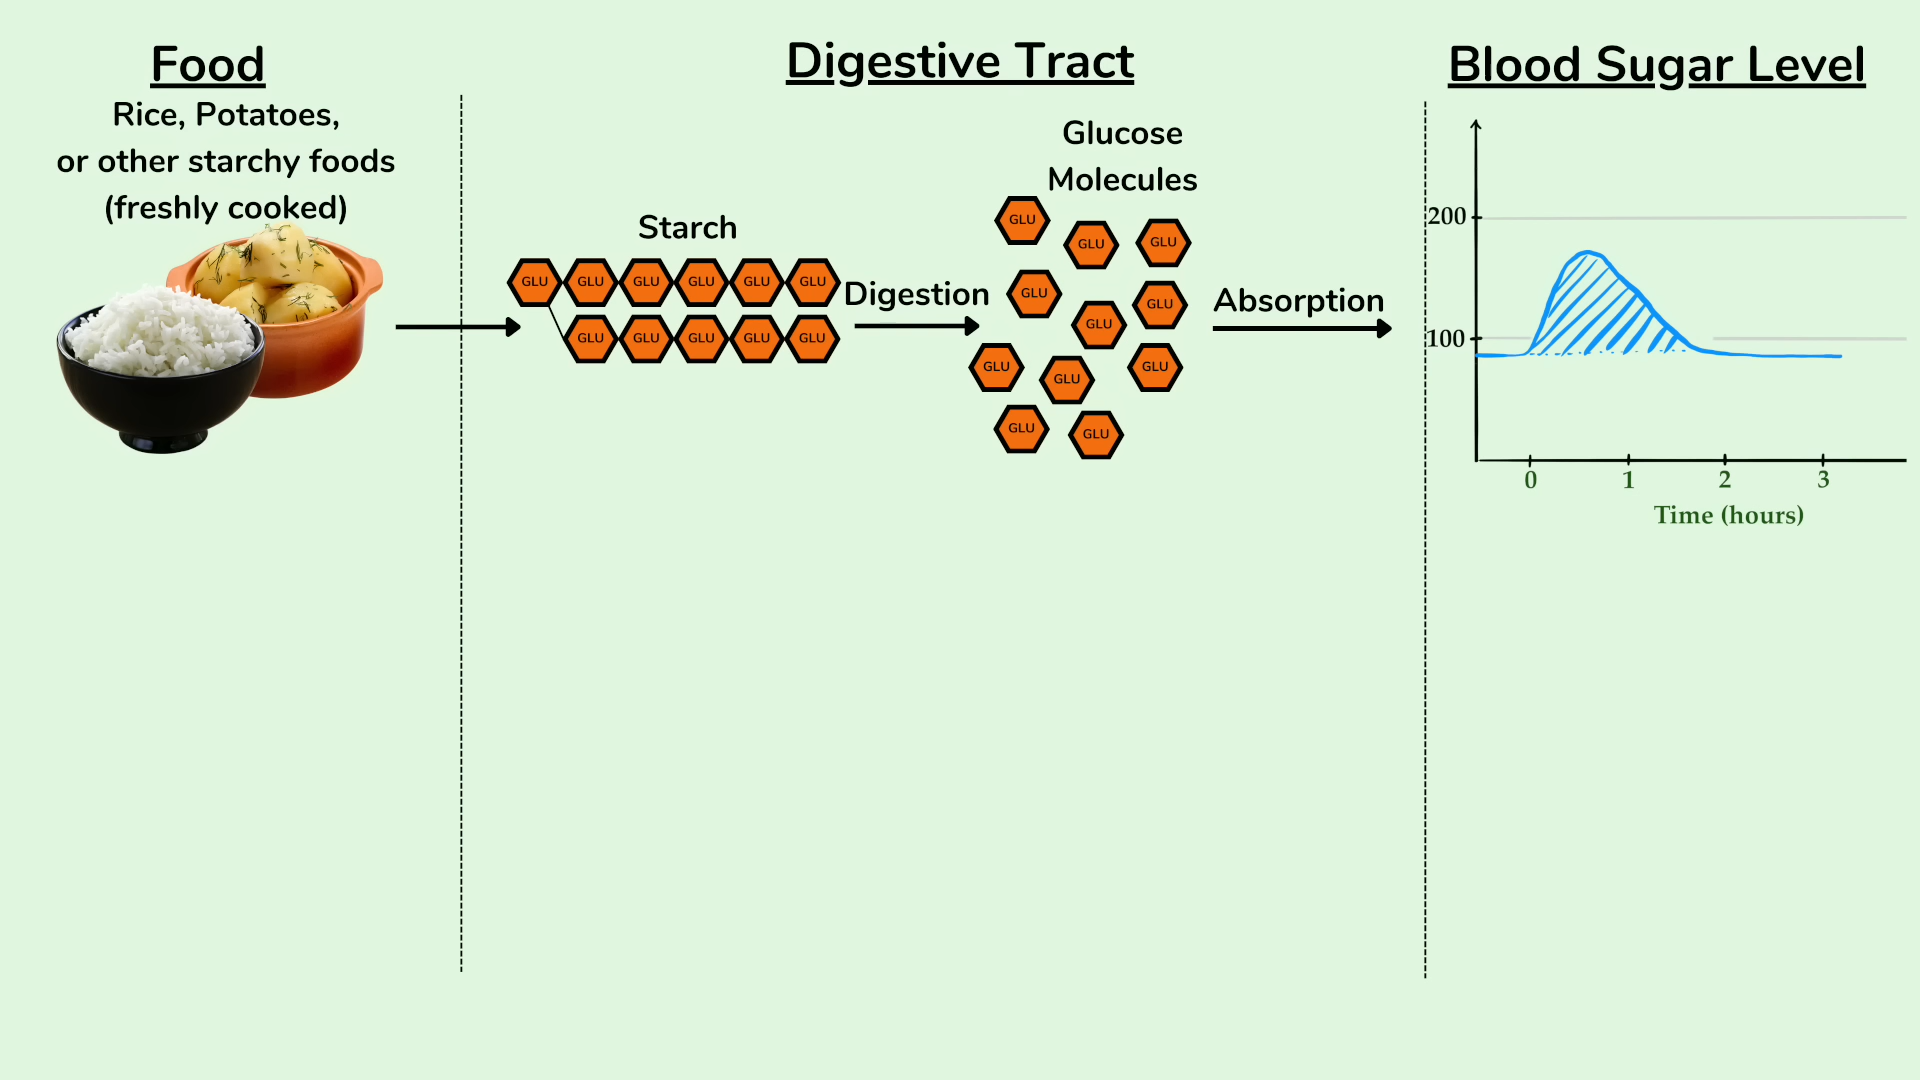 Food
Rice, Potatoes,
or other starchy foods
(freshly cooked)
Digestive Tract
Starch
GLU GLU GLU GLU GLU GLU
GLU GLU GLU GLU GLU
Digestion
Glucose
Molecules
GLU
GLU
GLU
GLU
GLU
GLU
GLU
GLU
GLU
GLU
GLU
Absorption
Blood Sugar Level
200
100
0 1 2 3
Time (hours)